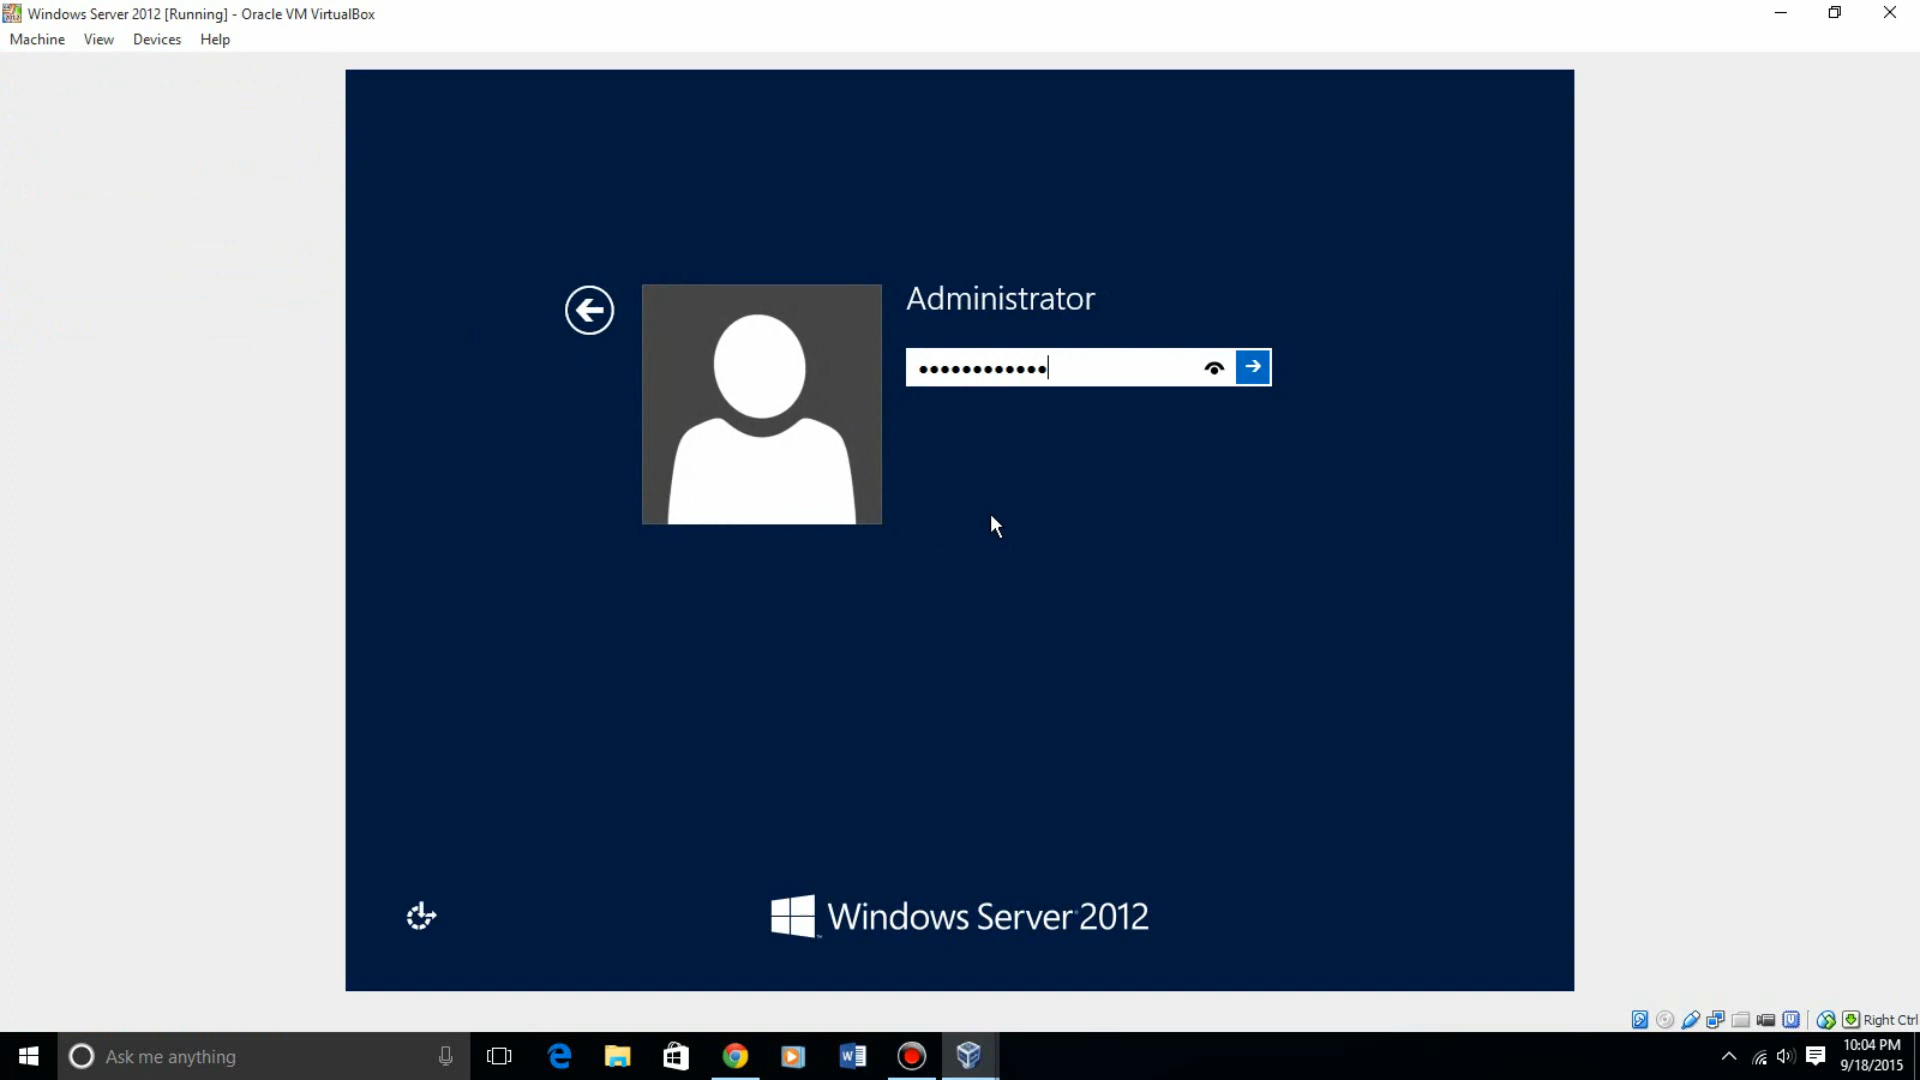 Windows Server 2012 [Running] - Oracle VM VirtualBox
Machine View Devices Help
Administrator
••••••••••••
Windows Server 2012
Right Ctrl
Ask me anything
10:04 PM
9/18/2015